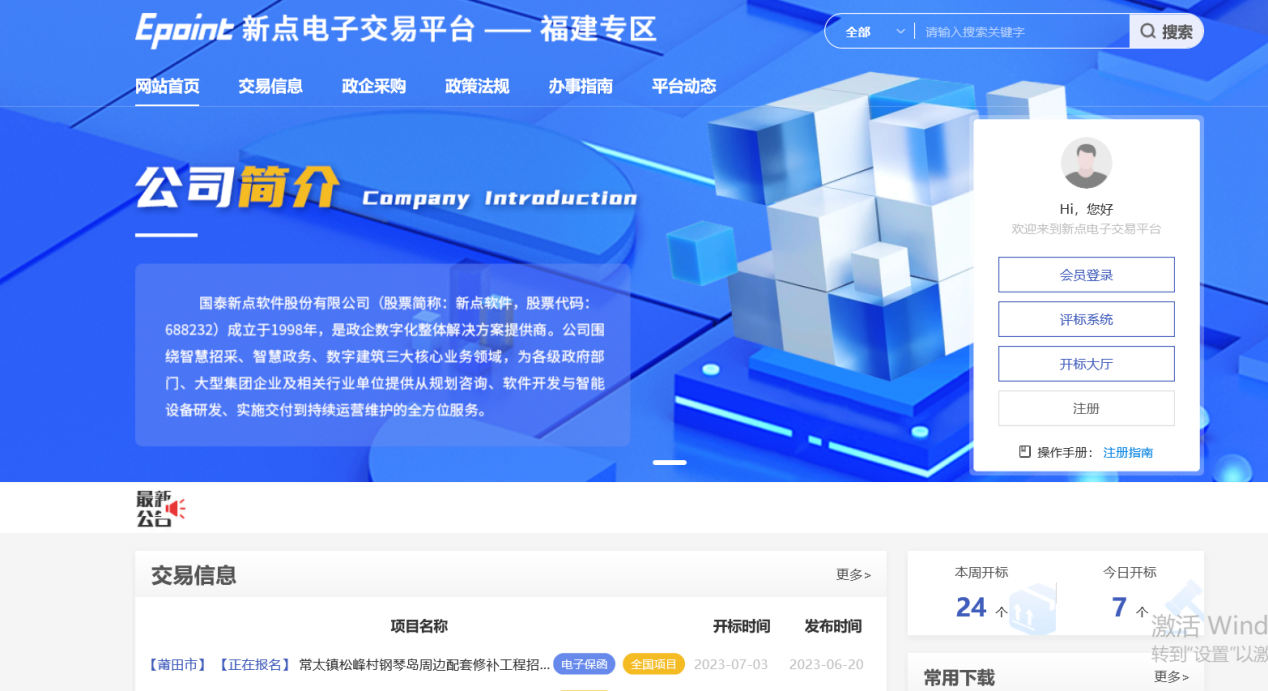 Epoint 新点电子交易平台 —— 福建专区
全部 请输入搜索关键字 搜索
网站首页 交易信息 政企采购 政策法规 办事指南 平台动态
公司简介 Company Introduction
国泰新点软件股份有限公司（股票简称：新点软件，股票代码：
688232）成立于1998年，是政企数字化整体解决方案提供商。公司围
绕智慧招采、智慧政务、数字建筑三大核心业务领域，为各级政府部
门、大型集团企业及相关行业单位提供从规划咨询、软件开发与智能
设备研发、实施交付到持续运营维护的全方位服务。
Hi，您好
欢迎来到新点电子交易平台
会员登录
评标系统
开标大厅
注册
操作手册： 注册指南
最新
公告
交易信息 更多>
项目名称 开标时间 发布时间
【莆田市】【正在报名】常太镇松峰村钢琴岛周边配套修补工程招... 电子保函 全国项目 2023-07-03 2023-06-20
本周开标 今日开标
24 个 7 个
常用下载 更多>
激活 Wind
转到"设置"以激